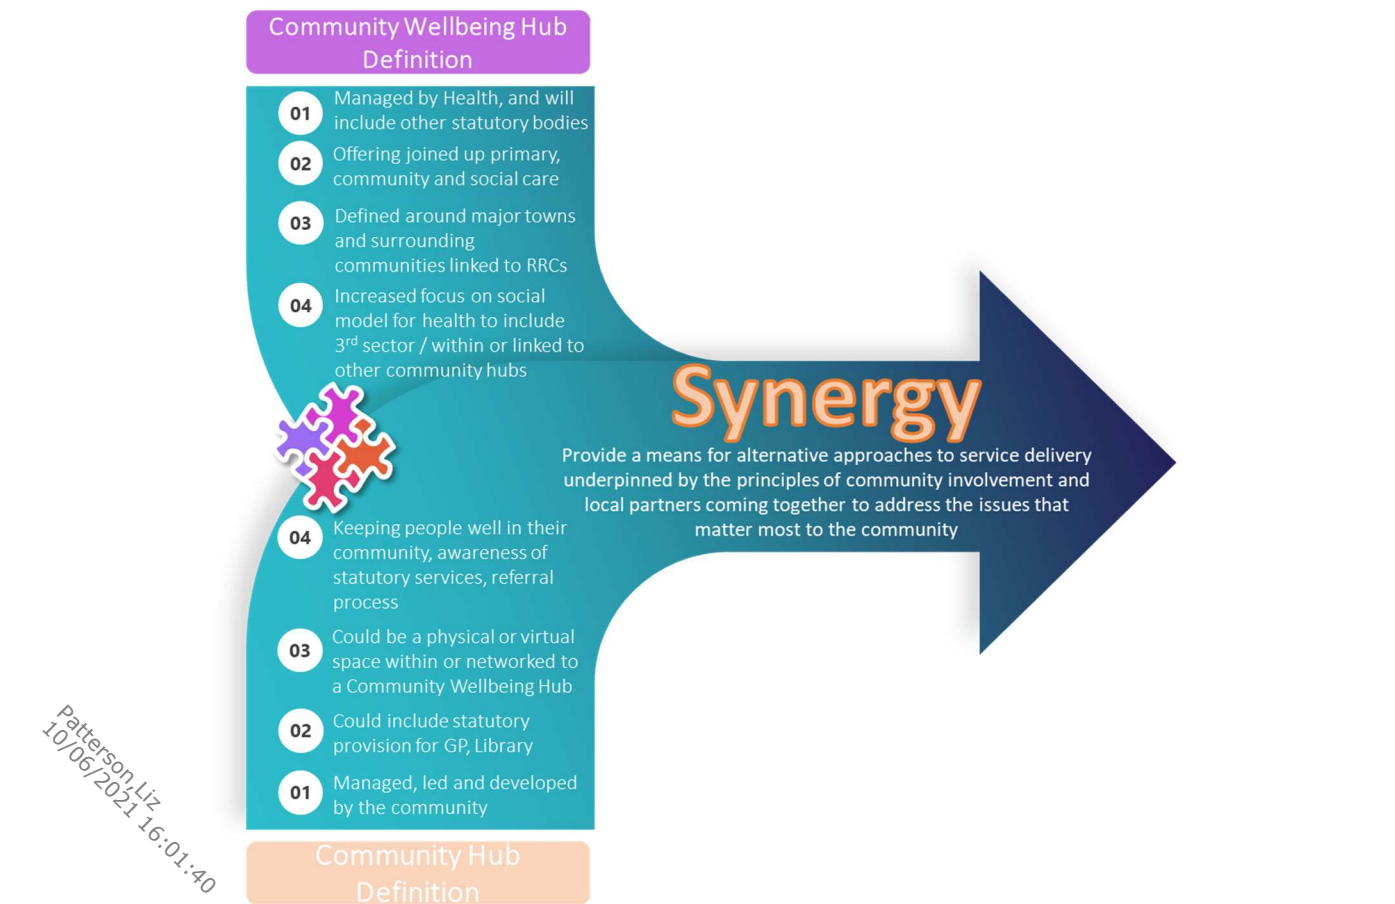 Community Wellbeing Hub
Definition
01
Managed by Health, and will
include other statutory bodies
02
Offering joined up primary,
community and social care
03
Defined around major towns
and surrounding
communities linked to RRCs
04
Increased focus on social
model for health to include
3rd sector / within or linked to
other community hubs
Synergy
Provide a means for alternative approaches to service delivery
underpinned by the principles of community involvement and
local partners coming together to address the issues that
matter most to the community
04
Keeping people well in their
community, awareness of
statutory services, referral
process
03
Could be a physical or virtual
space within or networked to
a Community Wellbeing Hub
02
Could include statutory
provision for GP, Library
01
Managed, led and developed
by the community
Community Hub
Definition
Patterson,Liz
10/06/2021 16:01:40